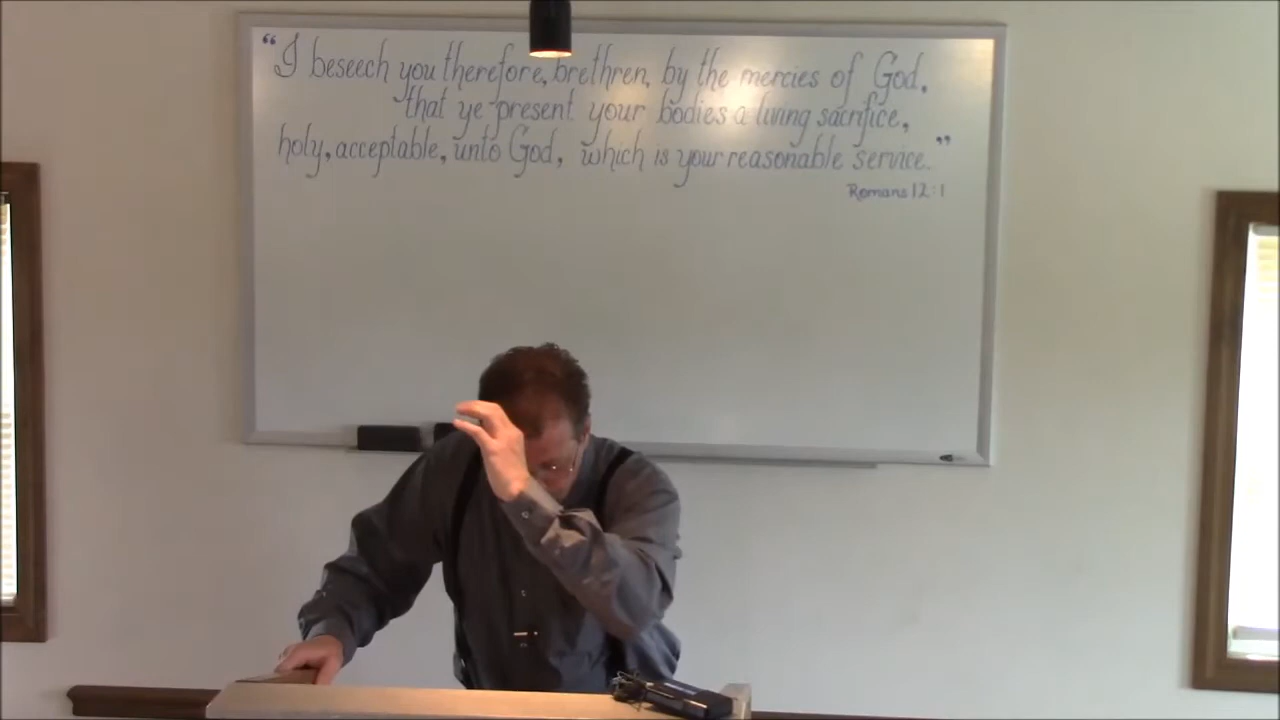 “I beseech you therefore, brethren, by the mercies of God,
that ye present your bodies a living sacrifice,
holy, acceptable, unto God, which is your reasonable service.”
Romans 12:1